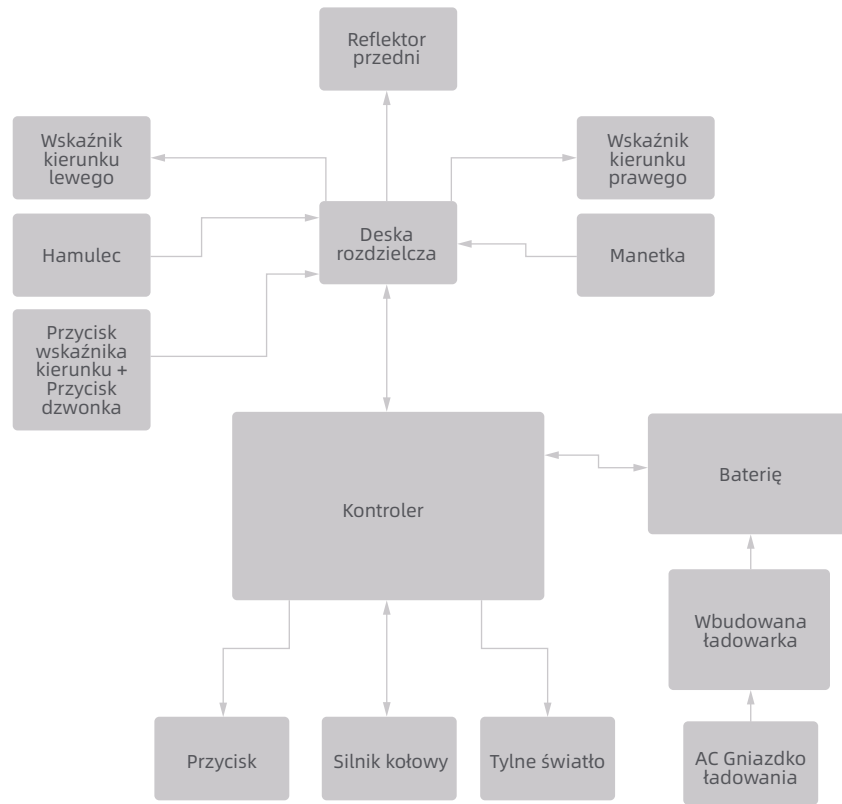 Reflektor
przedni
Wskaźnik
kierunku
lewego
Wskaźnik
kierunku
prawego
Hamulec
Deska
rozdzielcza
Manetka
Przycisk
wskaźnika
kierunku +
Przycisk
dzwonka
Kontroler
Baterię
Wbudowana
ładowarka
Przycisk
Silnik kołowy
Tylne światło
AC Gniazdko
ładowania